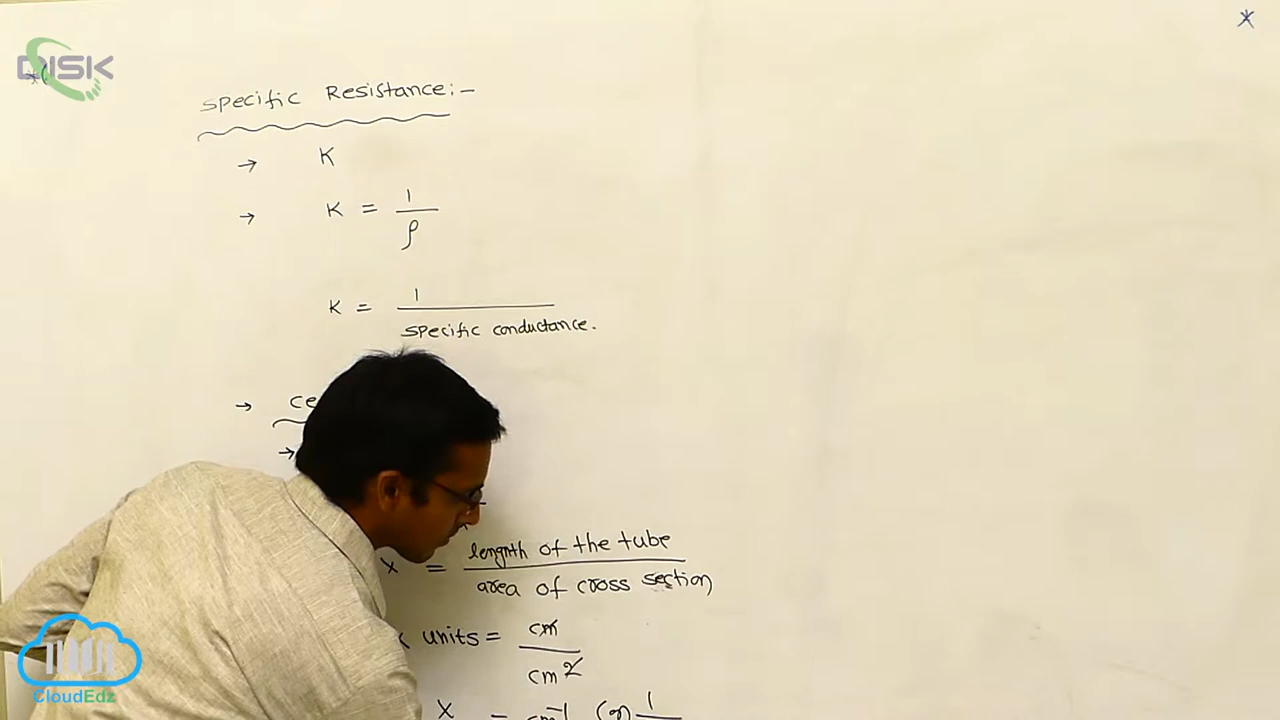 DISK
Specific Resistance:-
→ K
→ K = 1/ρ
K = 1/specific conductance.
→ ce
→
x = lengnth of the tube/area of cross section
units = cm/cm2
x = cm-1 (or) 1/
CloudEdz